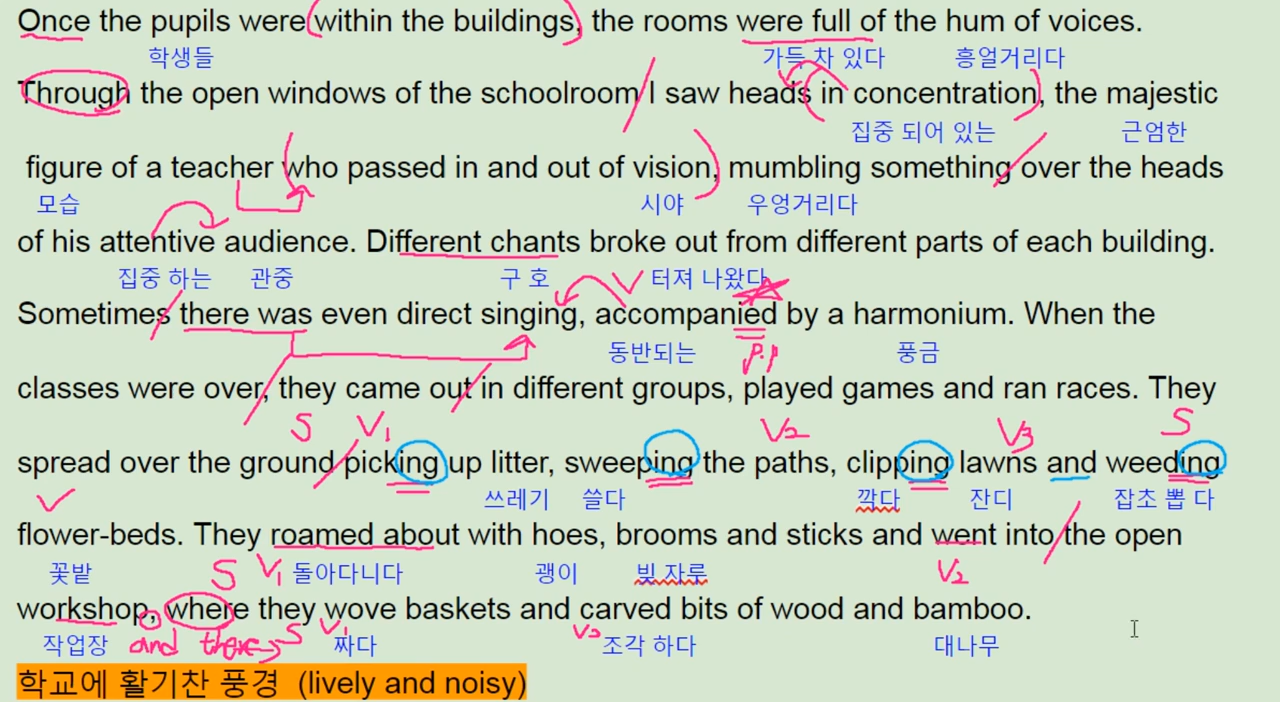 Once the pupils were (within the buildings,) the rooms were full of the hum of voices.
학생들 가득 차 있다 흥얼거리다
Through the open windows of the schoolroom / I saw heads in concentration), the majestic
집중 되어 있는 근엄한
figure of a teacher who passed in and out of vision, mumbling something / over the heads
모습 시야 우엉거리다
of his attentive audience. Different chants broke out from different parts of each building.
집중 하는 관중 구 호 터져 나왔다
Sometimes / there was even direct singing, accompanied by a harmonium. When the
동반되는 p.p 풍금
classes were over, / they came out / in different groups, played games and ran races. They
S V1 V2 V3 S
spread over the ground / picking up litter, sweeping the paths, clipping lawns and weeding
V 쓰레기 쓸다 깍다 잔디 잡초 뽑 다
flower-beds. They roamed about with hoes, brooms and sticks and went into / the open
꽃밭 S V1 돌아다니다 괭이 빚 자루 V2
workshop, where they wove baskets and carved bits of wood and bamboo.
작업장 and there → S V1 짜다 V2 조각 하다 대나무
학교에 활기찬 풍경 (lively and noisy)